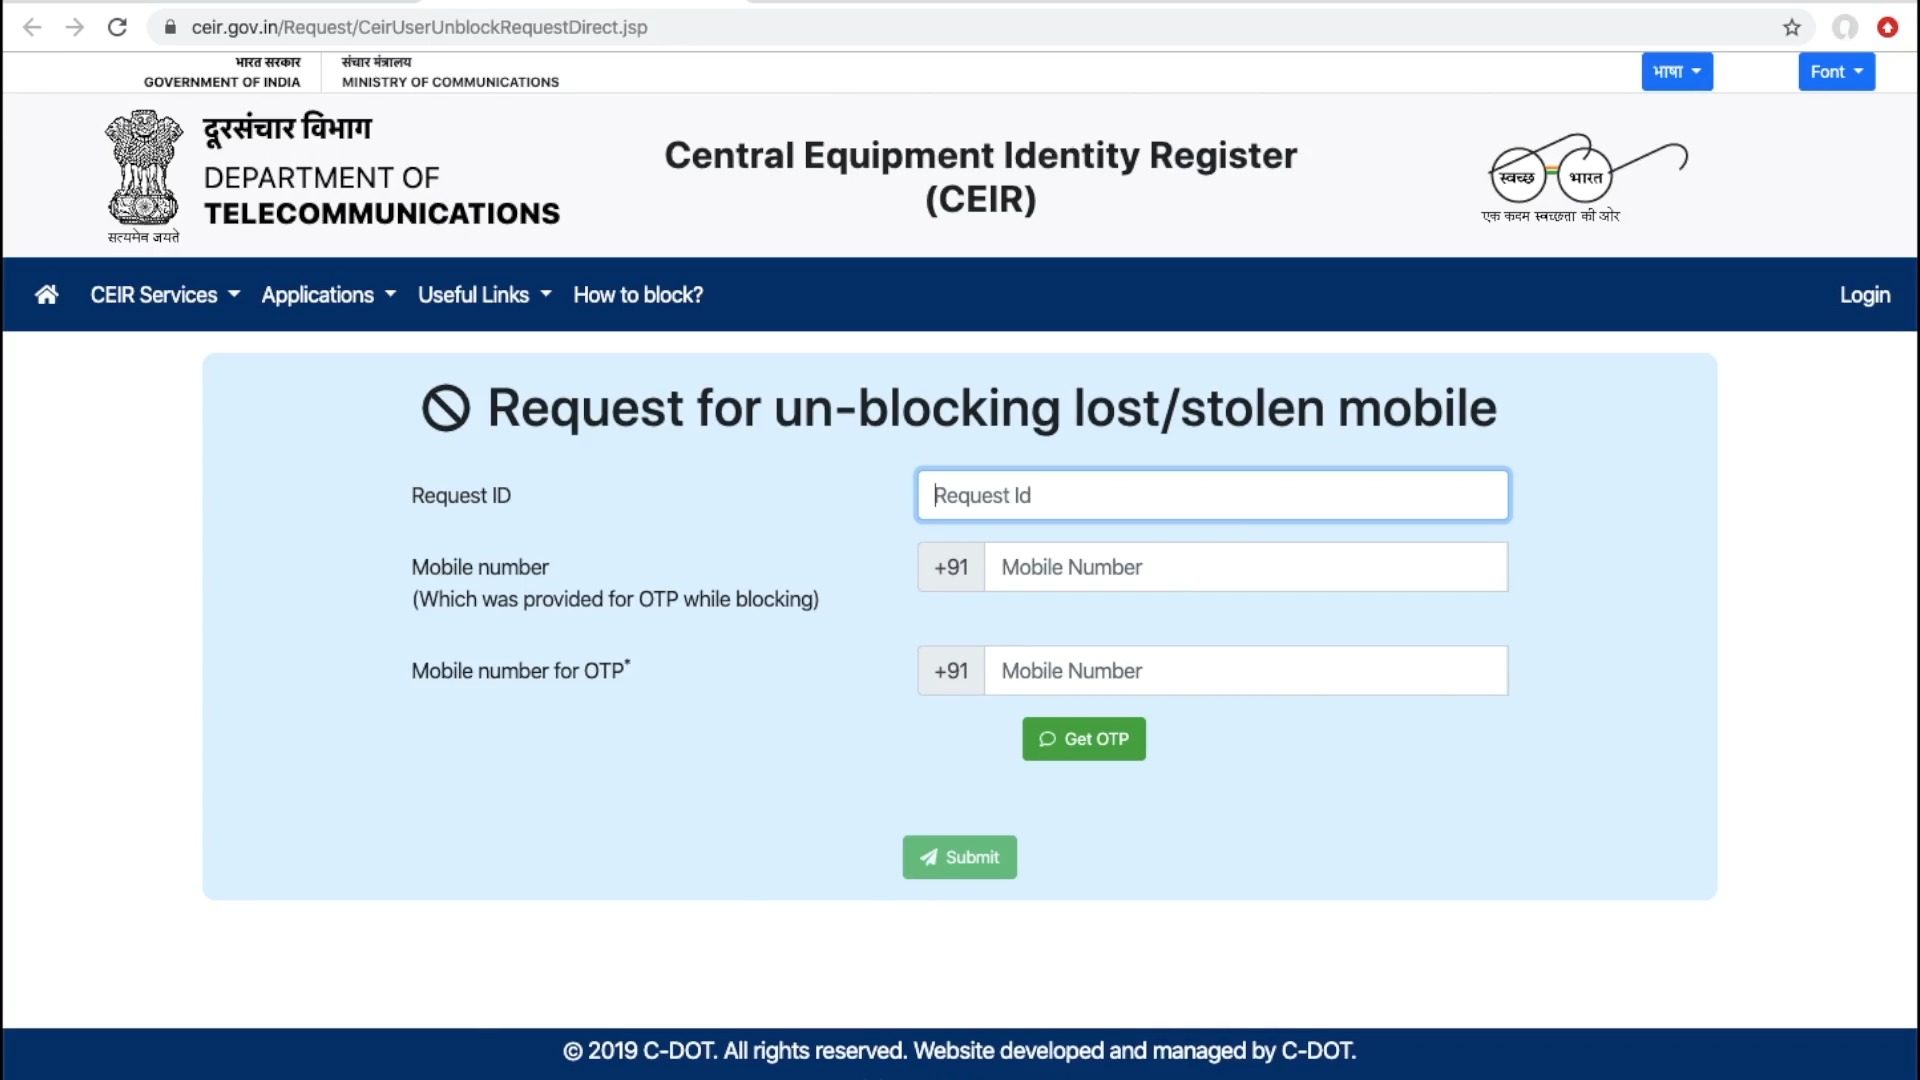 ceir.gov.in/Request/CeirUserUnblockRequestDirect.jsp
भारत सरकार
GOVERNMENT OF INDIA
संचार मंत्रालय
MINISTRY OF COMMUNICATIONS
भाषा
Font
दूरसंचार विभाग
DEPARTMENT OF
TELECOMMUNICATIONS
सत्यमेव जयते
Central Equipment Identity Register
(CEIR)
स्वच्छ भारत
एक कदम स्वच्छता की ओर
CEIR Services Applications Useful Links How to block? Login
Request for un-blocking lost/stolen mobile
Request ID Request Id
Mobile number +91 Mobile Number
(Which was provided for OTP while blocking)
Mobile number for OTP* +91 Mobile Number
Get OTP
Submit
© 2019 C-DOT. All rights reserved. Website developed and managed by C-DOT.